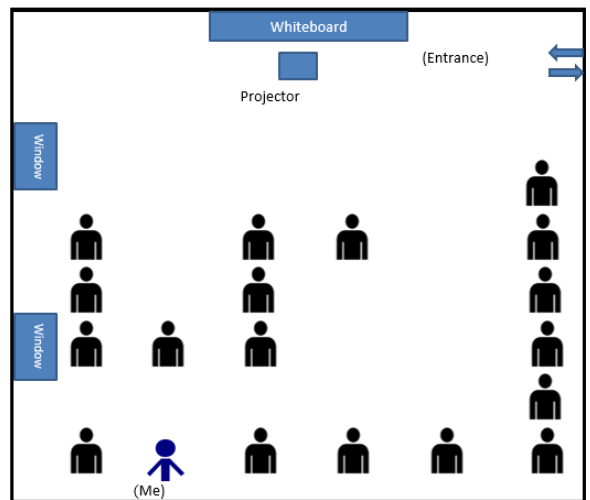 Whiteboard
(Entrance)
Projector
Window
Window
(Me)